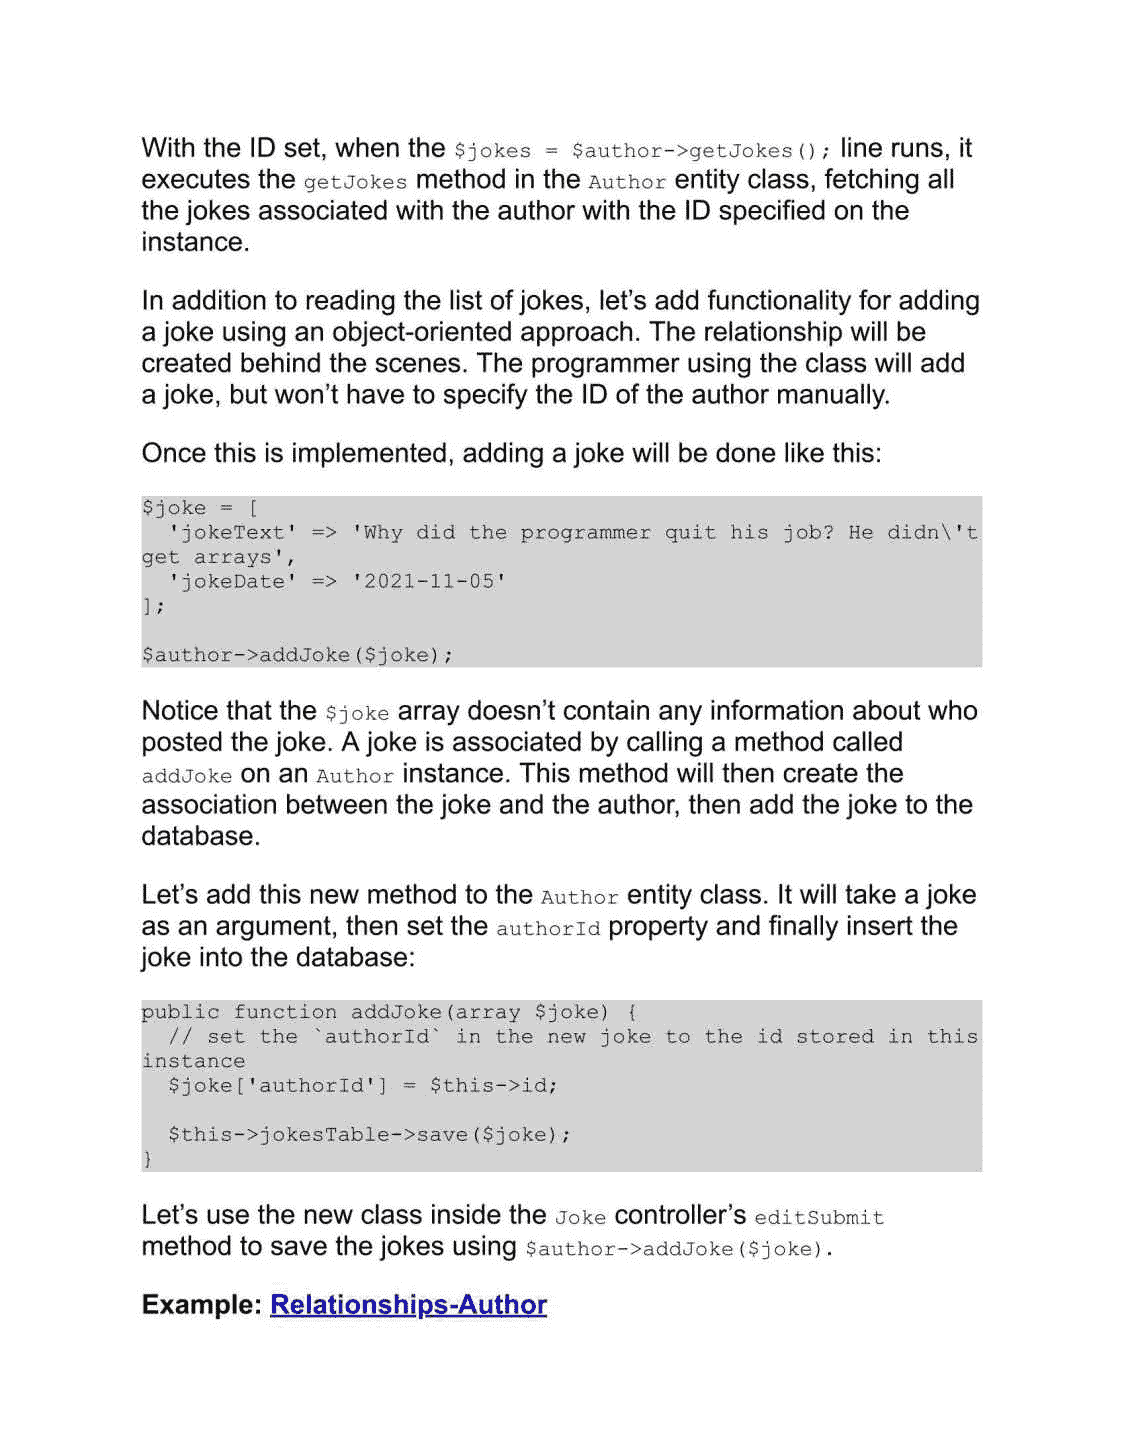 With the ID set, when the $jokes = $author->getJokes(); line runs, it
executes the getJokes method in the Author entity class, fetching all
the jokes associated with the author with the ID specified on the
instance.
In addition to reading the list of jokes, let’s add functionality for adding
a joke using an object-oriented approach. The relationship will be
created behind the scenes. The programmer using the class will add
a joke, but won’t have to specify the ID of the author manually.
Once this is implemented, adding a joke will be done like this:
$joke = [
  'jokeText' => 'Why did the programmer quit his job? He didn\'t
get arrays',
  'jokeDate' => '2021-11-05'
];
$author->addJoke($joke);
Notice that the $joke array doesn’t contain any information about who
posted the joke. A joke is associated by calling a method called
addJoke on an Author instance. This method will then create the
association between the joke and the author, then add the joke to the
database.
Let’s add this new method to the Author entity class. It will take a joke
as an argument, then set the authorId property and finally insert the
joke into the database:
public function addJoke(array $joke) {
  // set the `authorId` in the new joke to the id stored in this
instance
  $joke['authorId'] = $this->id;
  $this->jokesTable->save($joke);
}
Let’s use the new class inside the Joke controller’s editSubmit
method to save the jokes using $author->addJoke($joke).
Example: Relationships-Author